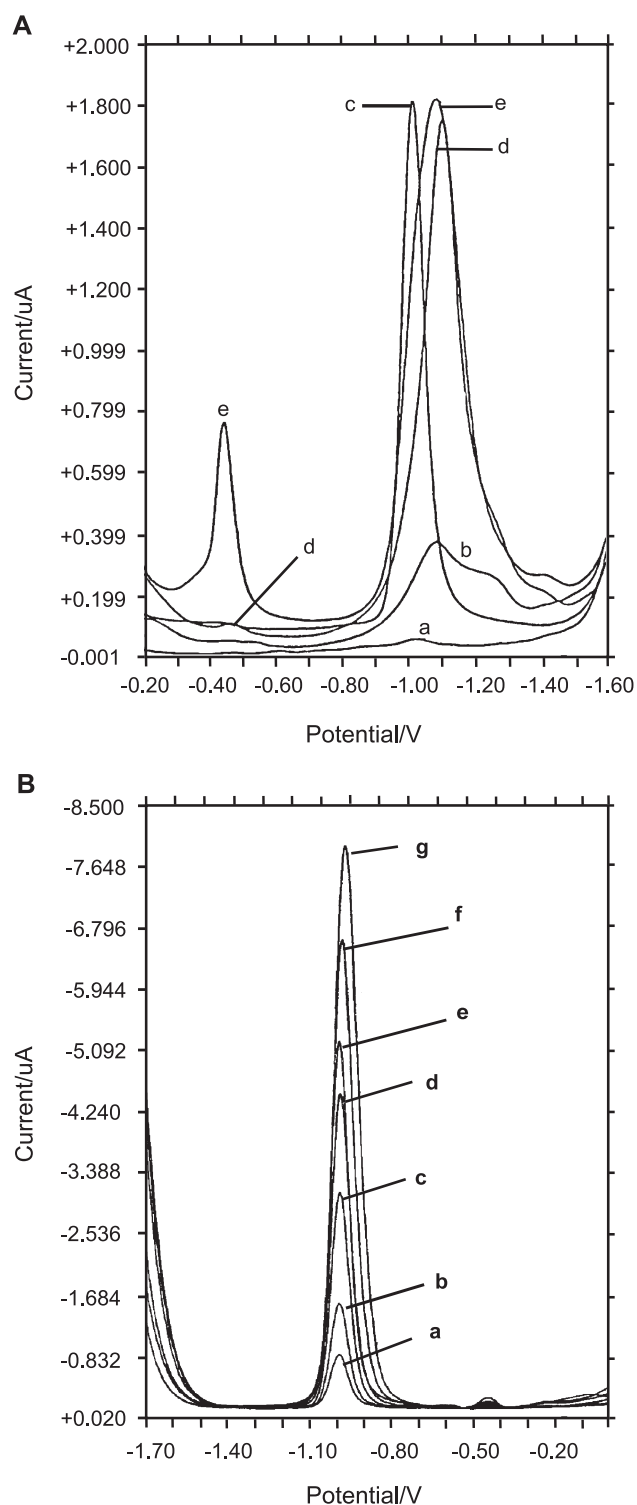 A
+2.000
+1.800
+1.600
+1.400
+1.200
+0.999
+0.799
+0.599
+0.399
+0.199
-0.001
Current/uA
c
e
d
e
d
b
a
-0.20 -0.40 -0.60 -0.80 -1.00 -1.20 -1.40 -1.60
Potential/V
B
-8.500
-7.648
-6.796
-5.944
-5.092
-4.240
-3.388
-2.536
-1.684
-0.832
+0.020
Current/uA
g
f
e
d
c
b
a
-1.70 -1.40 -1.10 -0.80 -0.50 -0.20
Potential/V